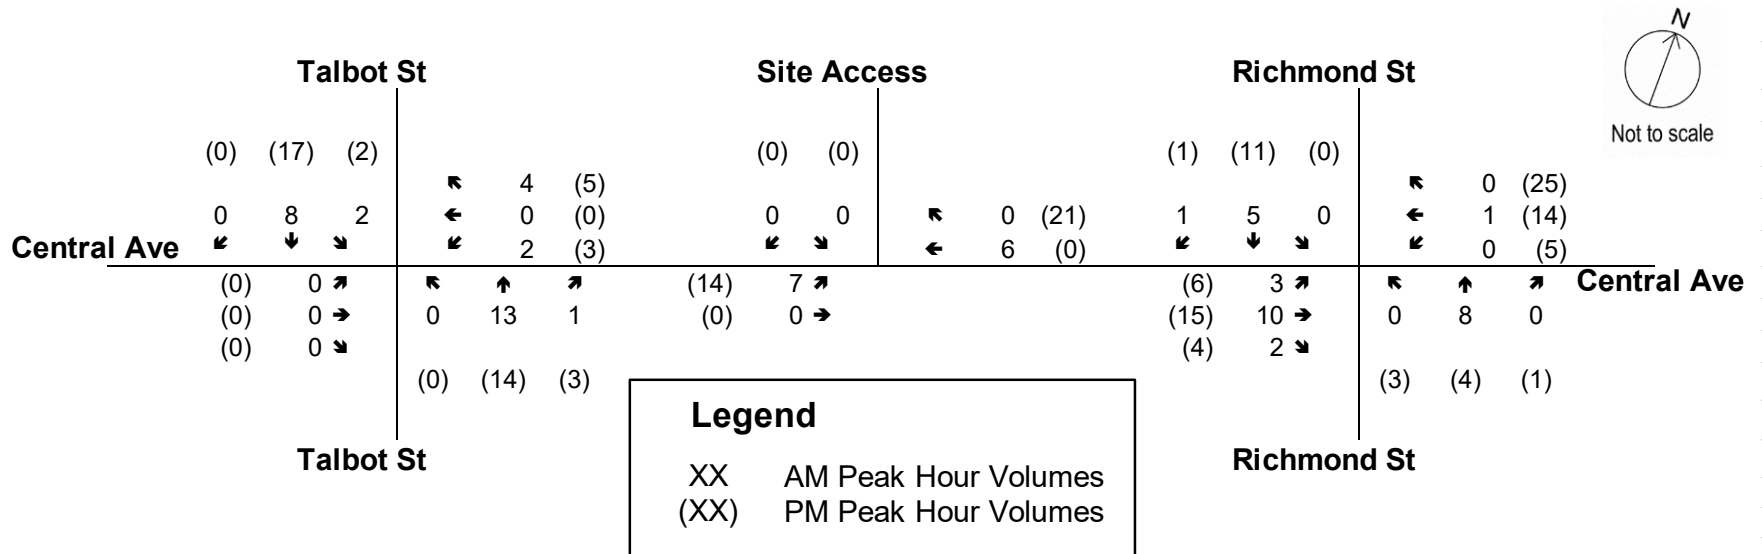 N
Talbot St Site Access Richmond St
Not to scale
(0) (17) (2) (0) (0) (1) (11) (0)
4 (5) 0 (25)
0 8 2 0 (0) 0 0 0 (21) 1 5 0 1 (14)
Central Ave 2 (3) 6 (0) 0 (5)
(0) 0 (14) 7 (6) 3 Central Ave
(0) 0 0 13 1 (0) 0 (15) 10 0 8 0
(0) 0 (4) 2
(0) (14) (3) (3) (4) (1)
Legend
Talbot St Richmond St
XX AM Peak Hour Volumes
(XX) PM Peak Hour Volumes